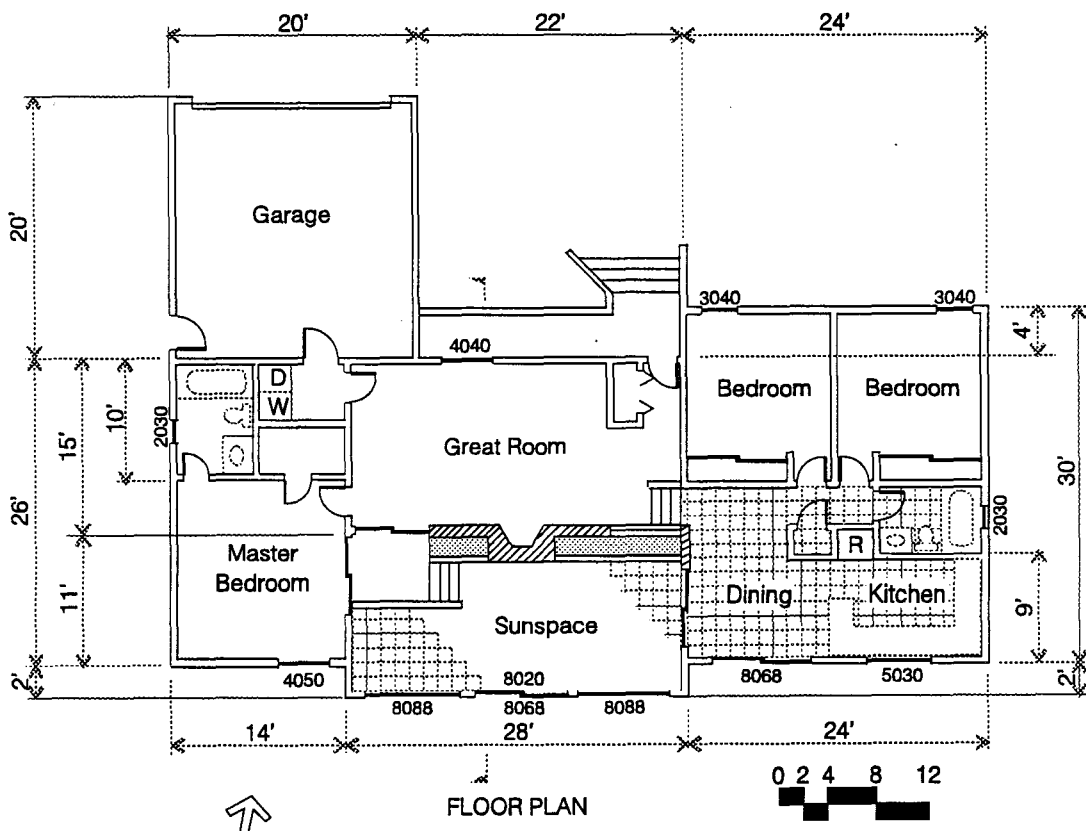 20' 22' 24'
20'
Garage
3040 3040
4'
4040
D
W
Bedroom Bedroom
2030
10'
15'
26'
Great Room
30'
2030
R
Master
Bedroom
11'
Dining Kitchen
9'
Sunspace
2'
4050
8020
8068 5030
2'
8088 8068 8088
14' 28' 24'
0 2 4 8 12
FLOOR PLAN